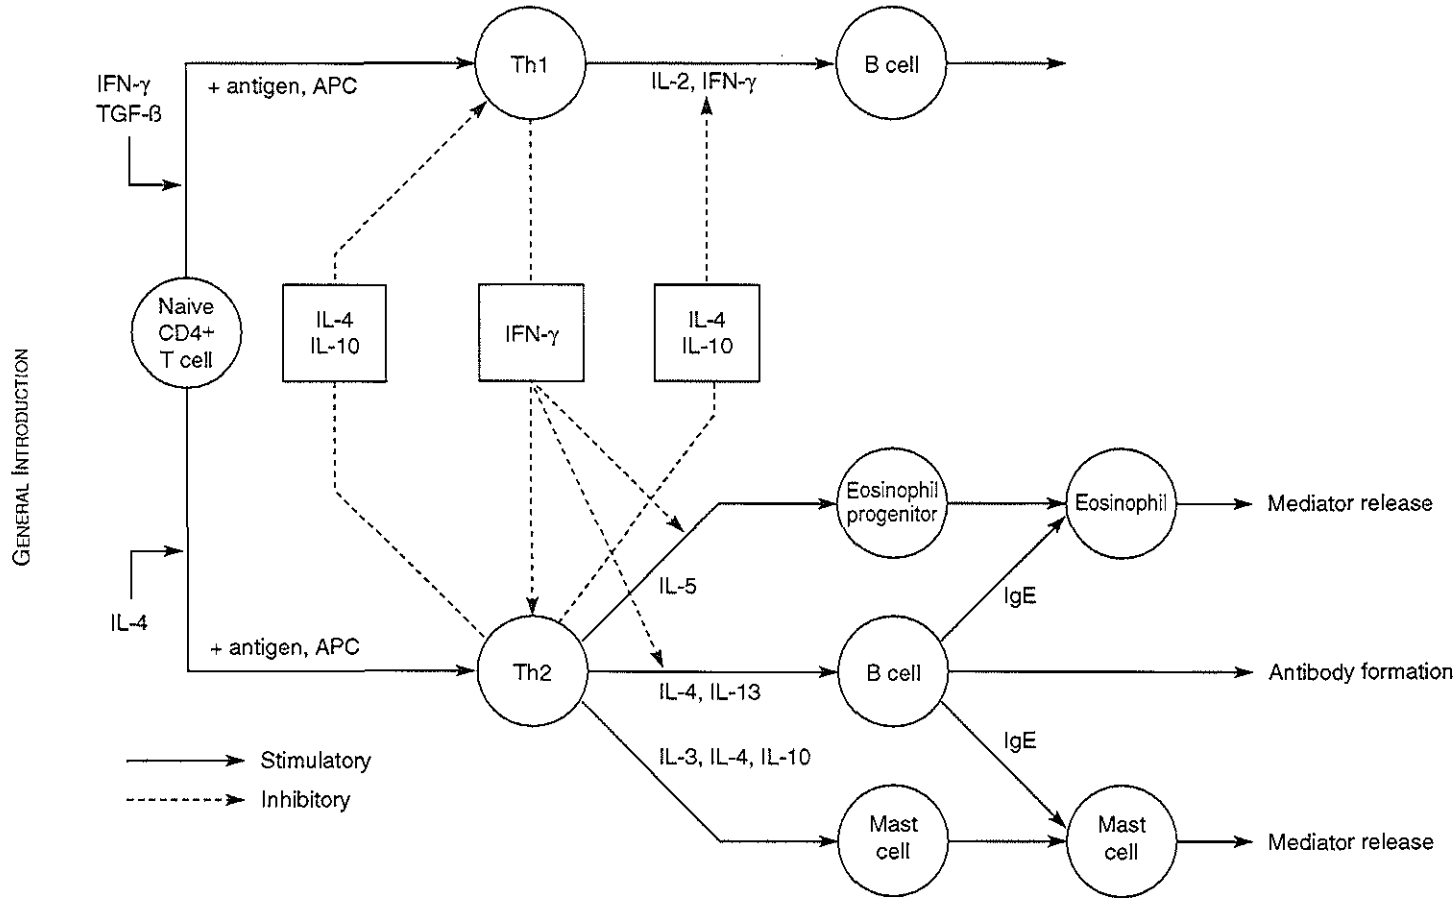 GENERAL INTRODUCTION
IFN-γ
TGF-ß
+ antigen, APC
Th1
IL-2, IFN-γ
B cell
Naive
CD4+
T cell
IL-4
IL-10
IFN-γ
IL-4
IL-10
IL-4
+ antigen, APC
Th2
IL-5
Eosinophil
progenitor
Eosinophil
Mediator release
IgE
IL-4, IL-13
B cell
Antibody formation
IgE
IL-3, IL-4, IL-10
Mast
cell
Mast
cell
Mediator release
Stimulatory
Inhibitory